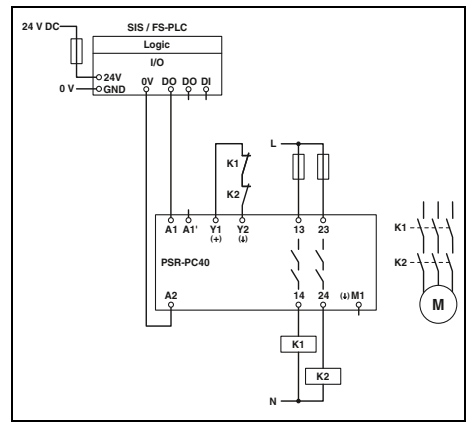 24 V DC
SIS / FS-PLC
Logic
I/O
24V
0 V
GND
0V DO DO DI
L
K1
K2
A1 A1' Y1 Y2 13 23
(+) (↓)
PSR-PC40
A2 14 24 (↓) M1
K1
K2
N
K1
K2
M